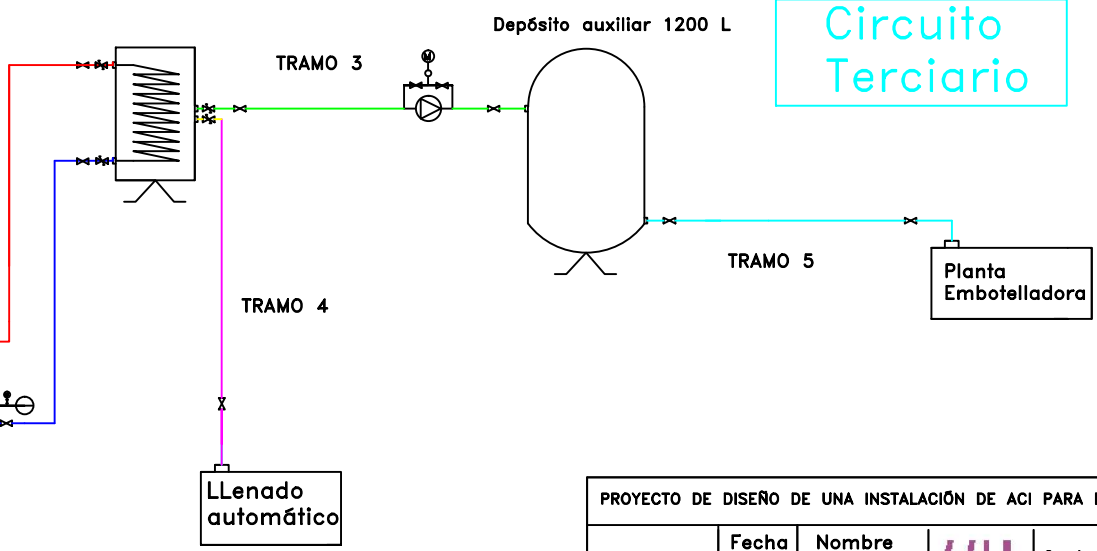 Depósito auxiliar 1200 L
Circuito
Terciario
TRAMO 3
M
TRAMO 5
Planta
Embotelladora
TRAMO 4
LLenado
automático
PROYECTO DE DISEÑO DE UNA INSTALACIÓN DE ACI PARA
Fecha
Nombre